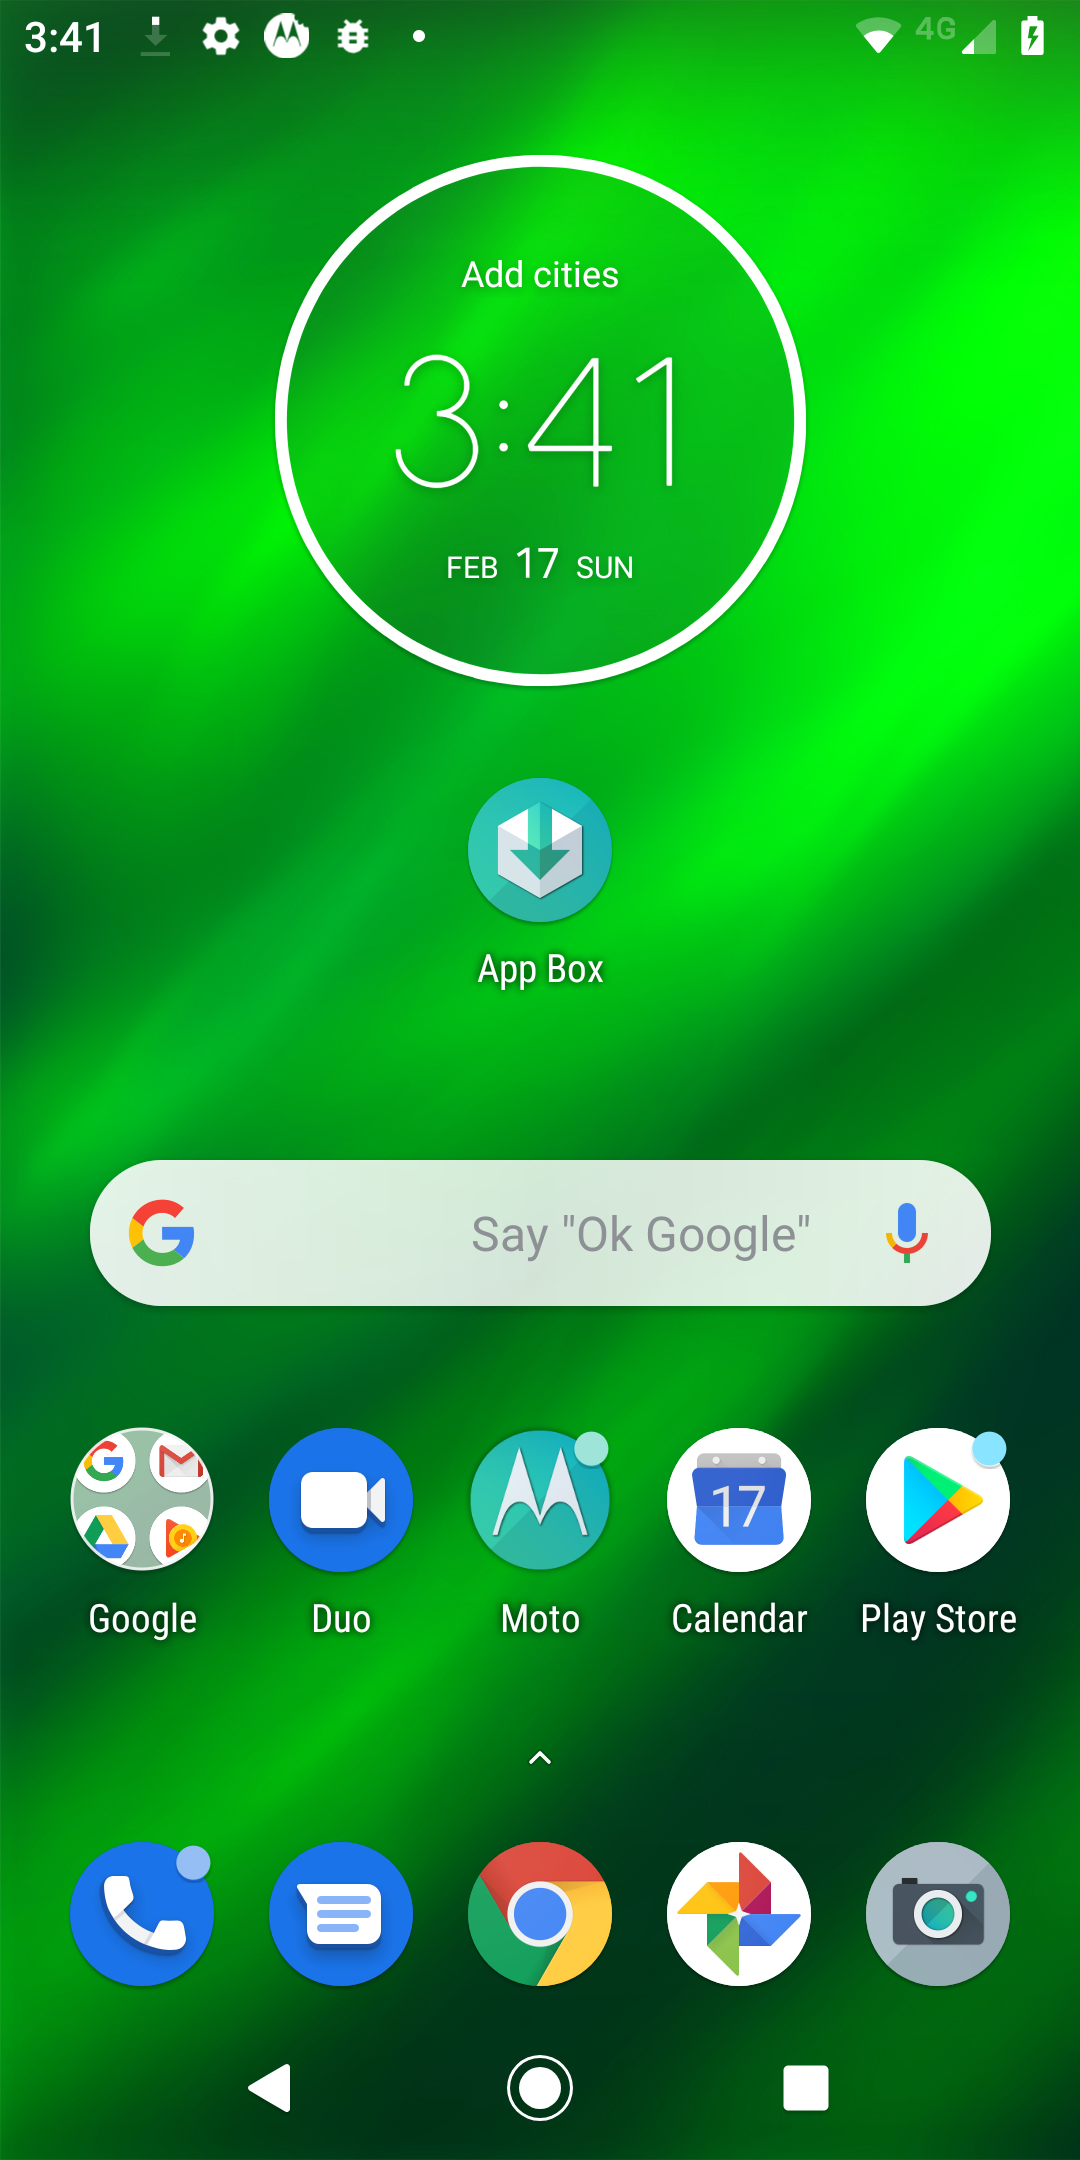 3:41
4G
Add cities
3:41
FEB 17 SUN
App Box
Say "Ok Google"
17
Google
Duo
Moto
Calendar
Play Store